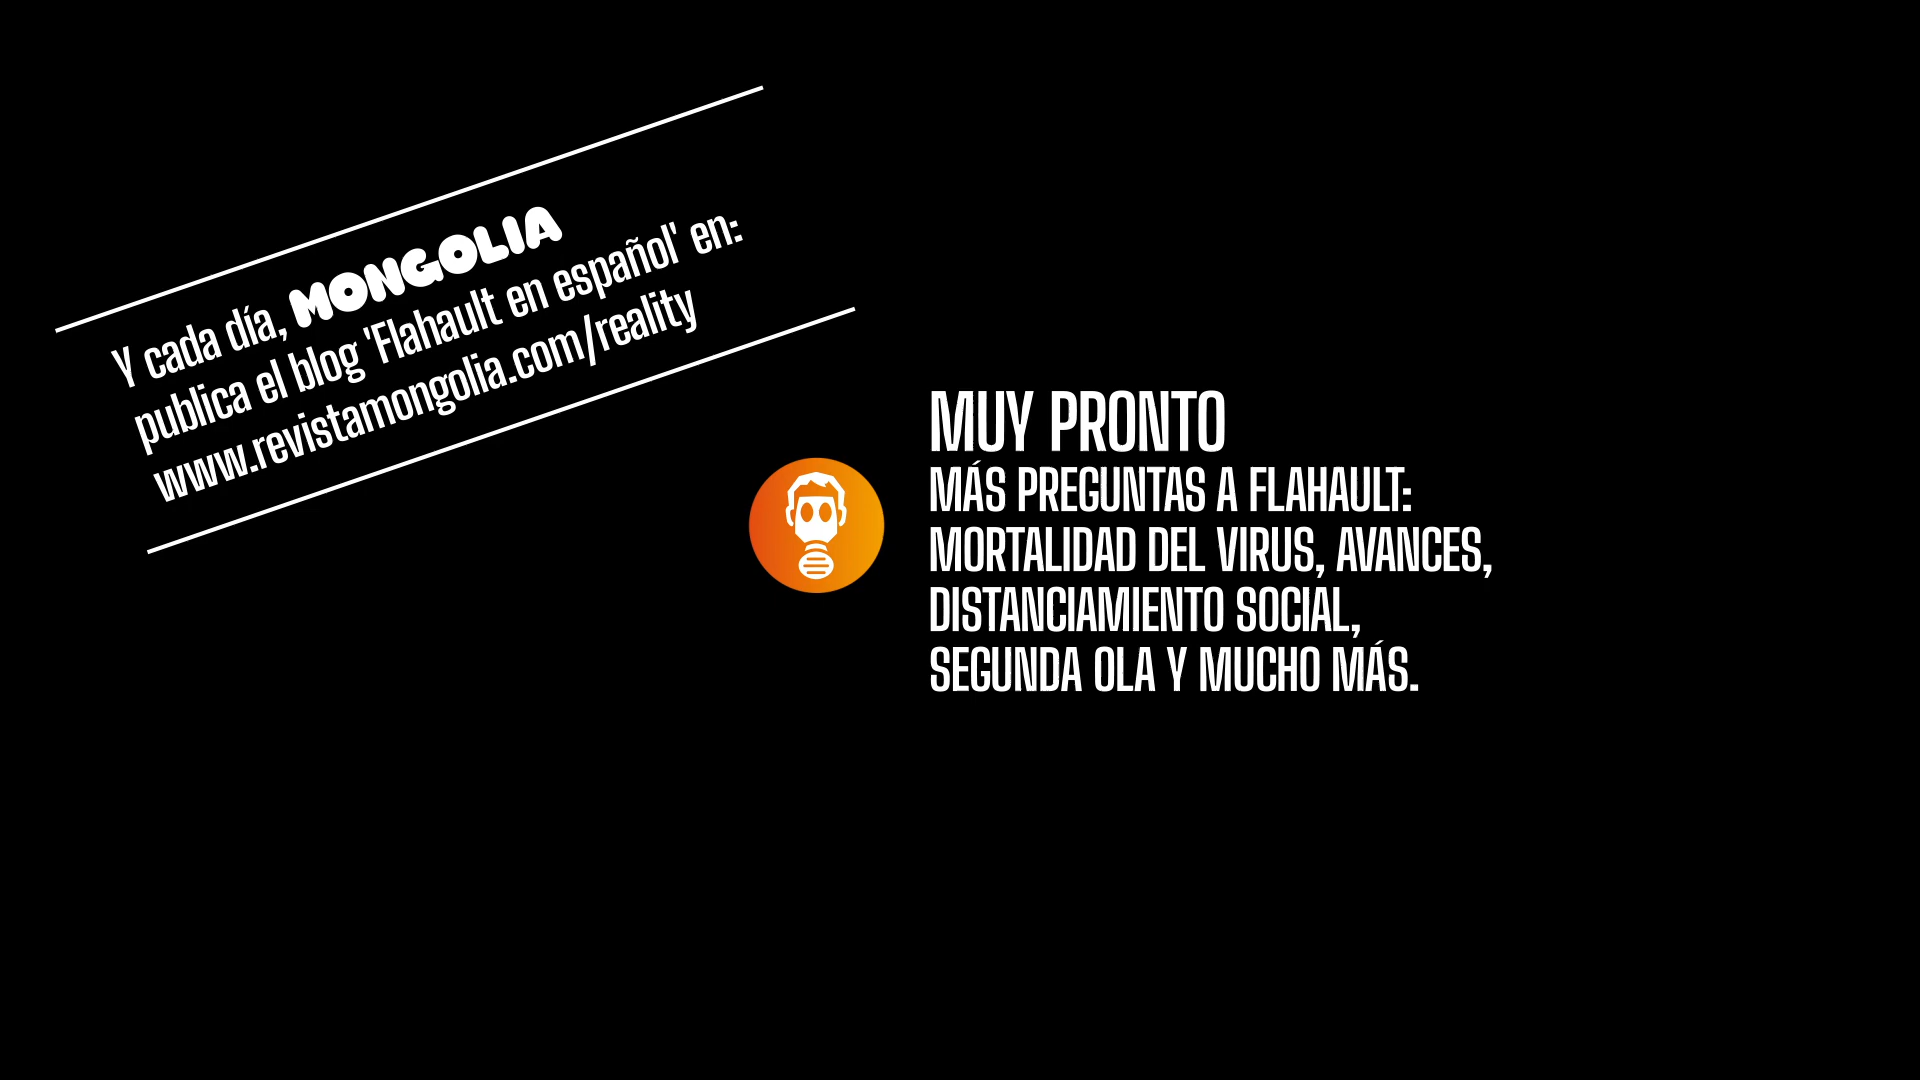 Y cada día, MONGOLIA
publica el blog 'Flahault en español' en:
www.revistamongolia.com/reality
MUY PRONTO
MÁS PREGUNTAS A FLAHAULT:
MORTALIDAD DEL VIRUS, AVANCES,
DISTANCIAMIENTO SOCIAL,
SEGUNDA OLA Y MUCHO MÁS.